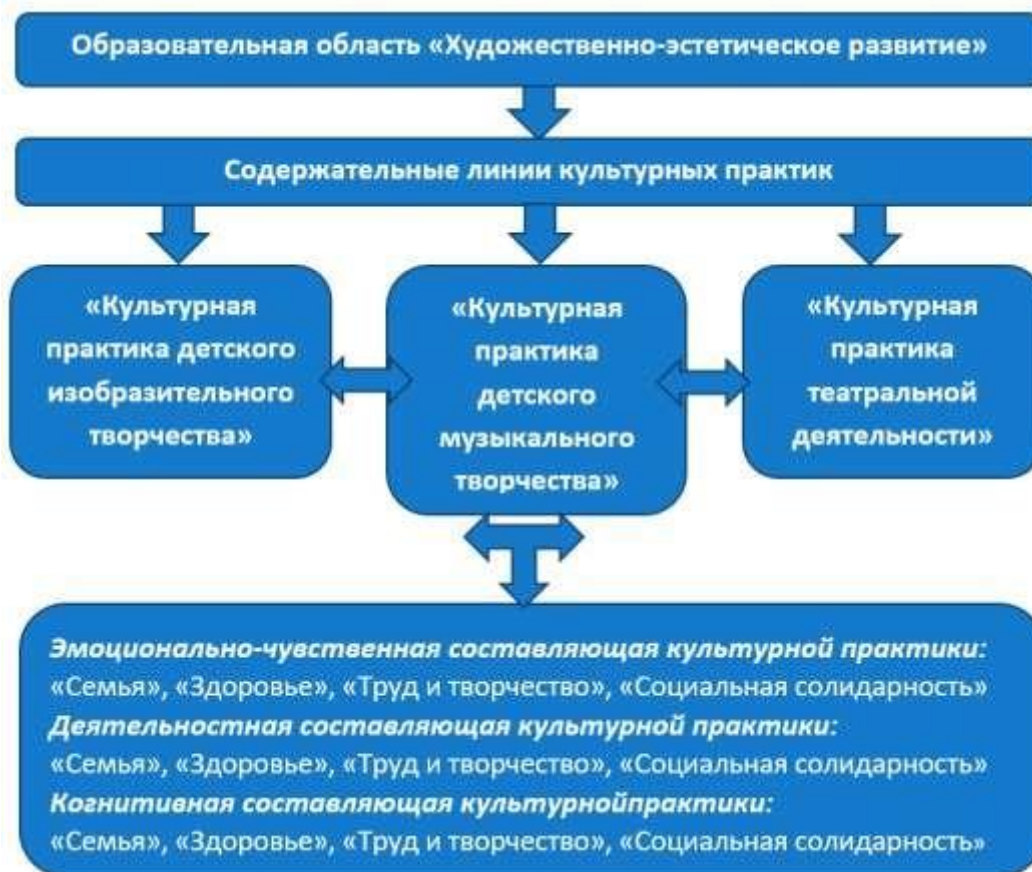 Образовательная область «Художественно-эстетическое развитие»
Содержательные линии культурных практик
«Культурная
практика детского
изобразительного
творчества»
«Культурная
практика
детского
музыкального
творчества»
«Культурная
практика
театральной
деятельности»
Эмоционально-чувственная составляющая культурной практики:
«Семья», «Здоровье», «Труд и творчество», «Социальная солидарность»
Деятельностная составляющая культурной практики:
«Семья», «Здоровье», «Труд и творчество», «Социальная солидарность»
Когнитивная составляющая культурнойпрактики:
«Семья», «Здоровье», «Труд и творчество», «Социальная солидарность»